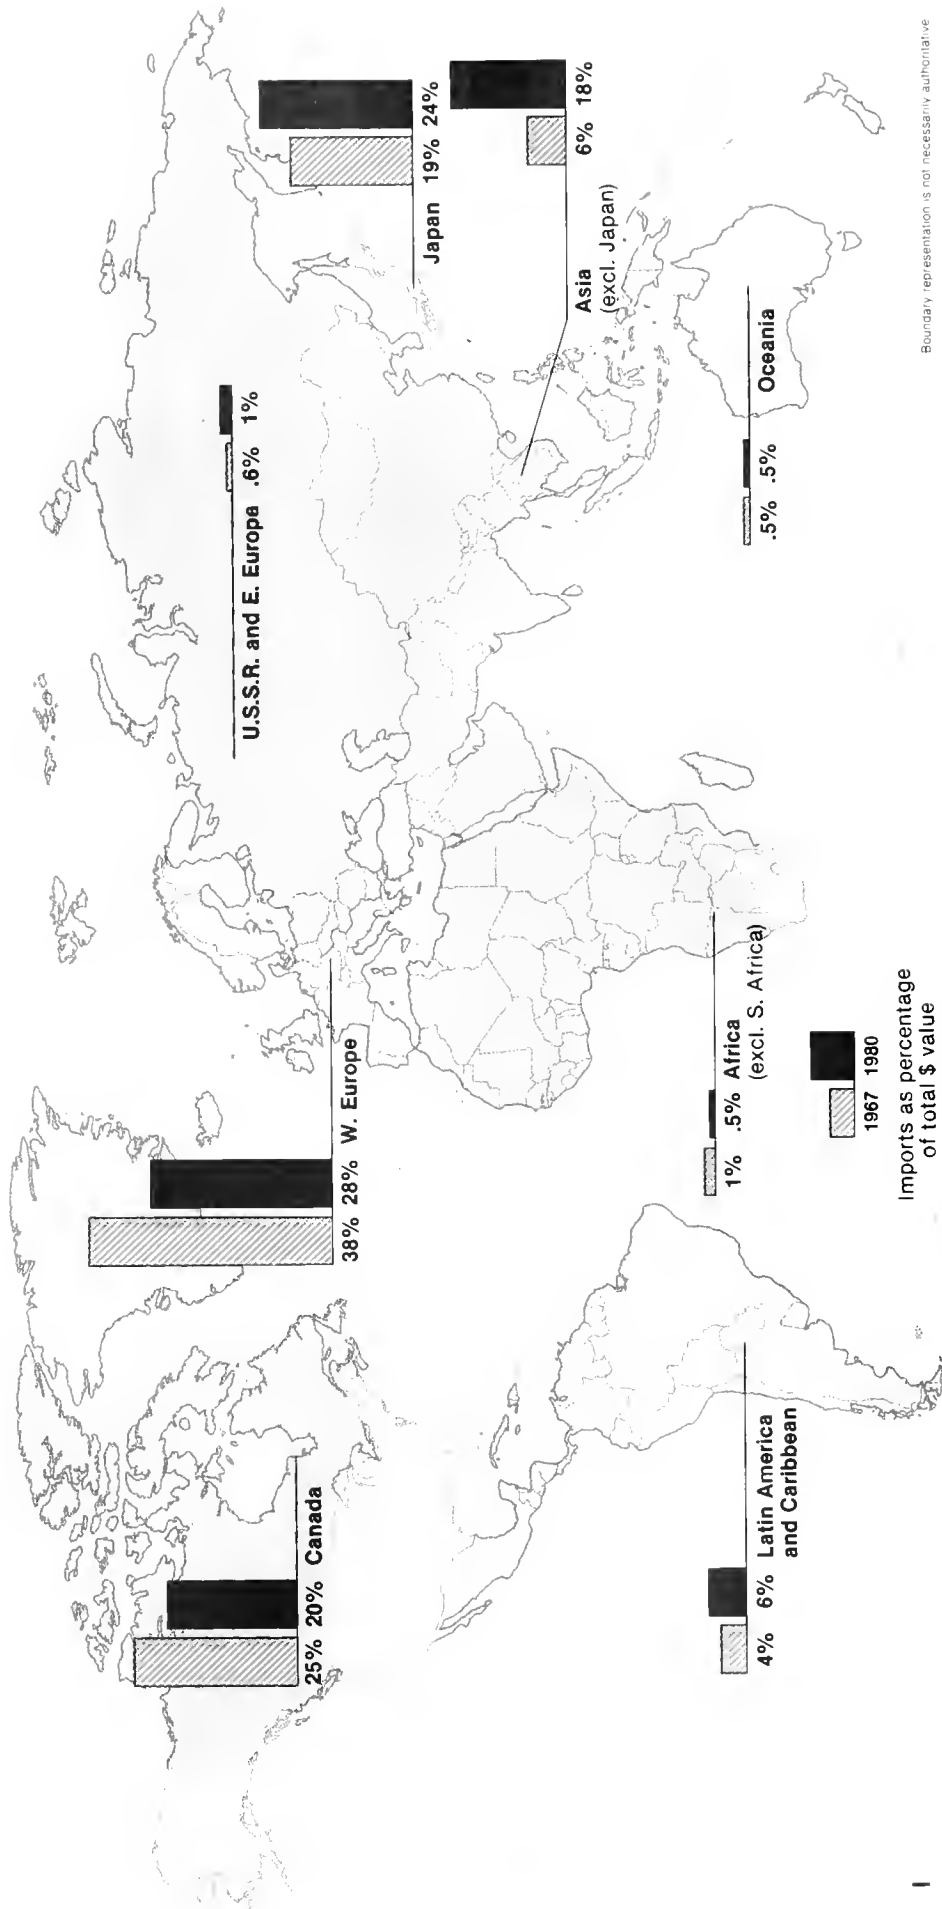 25% 20% Canada
38% 28% W. Europe
U.S.S.R. and E. Europe .6% 1%
Japan 19% 24%
Asia 6% 18%
(excl. Japan)
4% 6% Latin America
and Caribbean
1% .5% Africa
(excl. S. Africa)
.5% .5% Oceania
1967 1980
Imports as percentage
of total $ value
Boundary representation is not necessarily authoritative